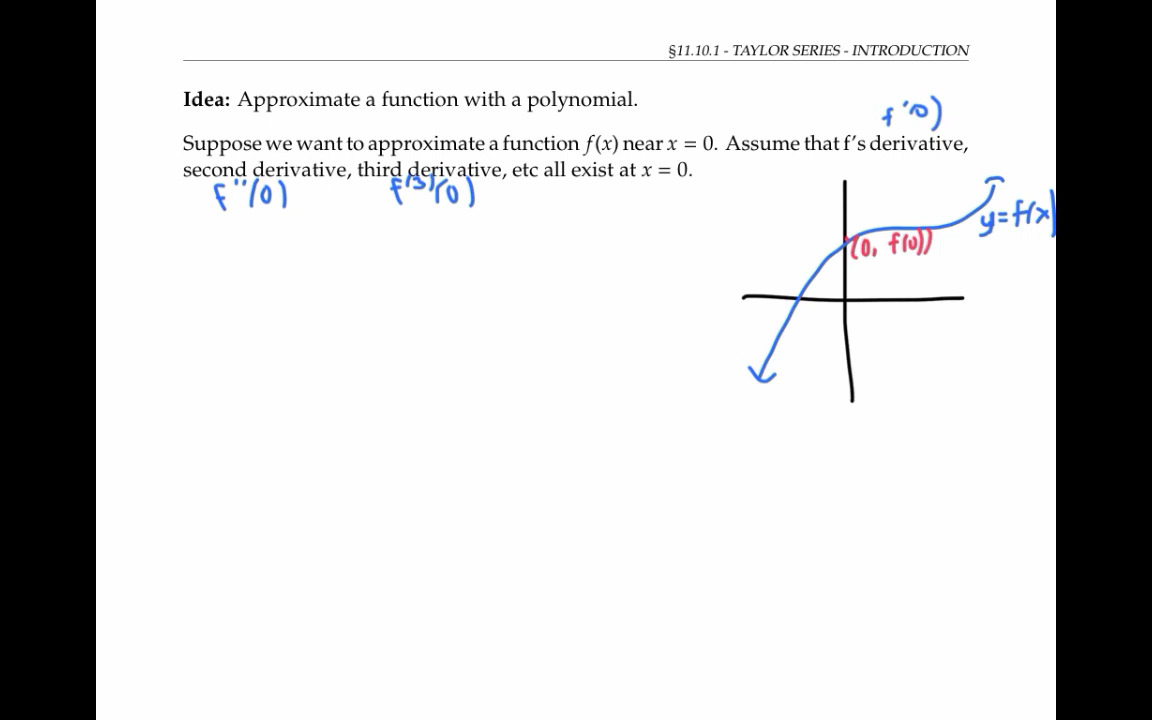 §11.10.1 - TAYLOR SERIES - INTRODUCTION
Idea: Approximate a function with a polynomial.
f'(0)
Suppose we want to approximate a function f(x) near x = 0. Assume that f's derivative,
second derivative, third derivative, etc all exist at x = 0.
f''(0) f⁽³⁾(0)
y=f(x)
(0, f(0))